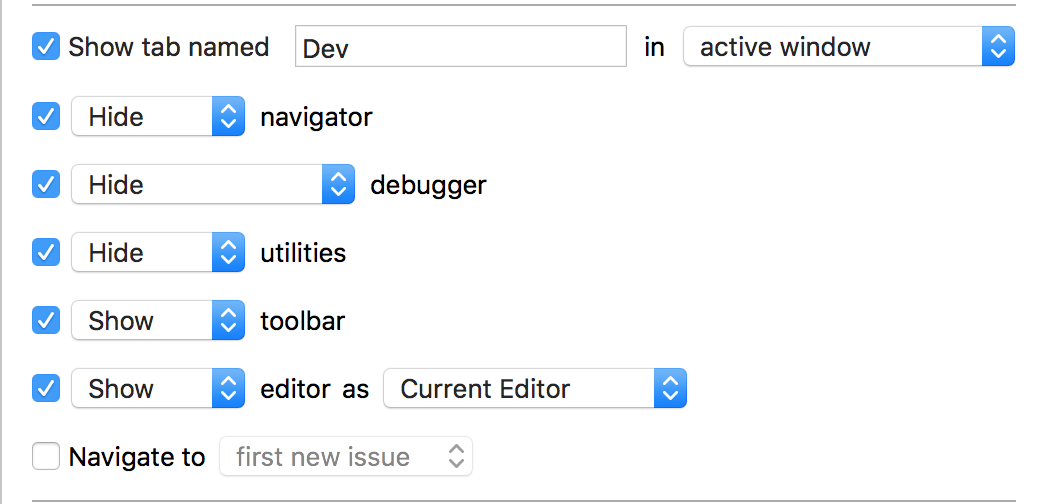 Show tab named Dev in active window
Hide navigator
Hide debugger
Hide utilities
Show toolbar
Show editor as Current Editor
Navigate to first new issue